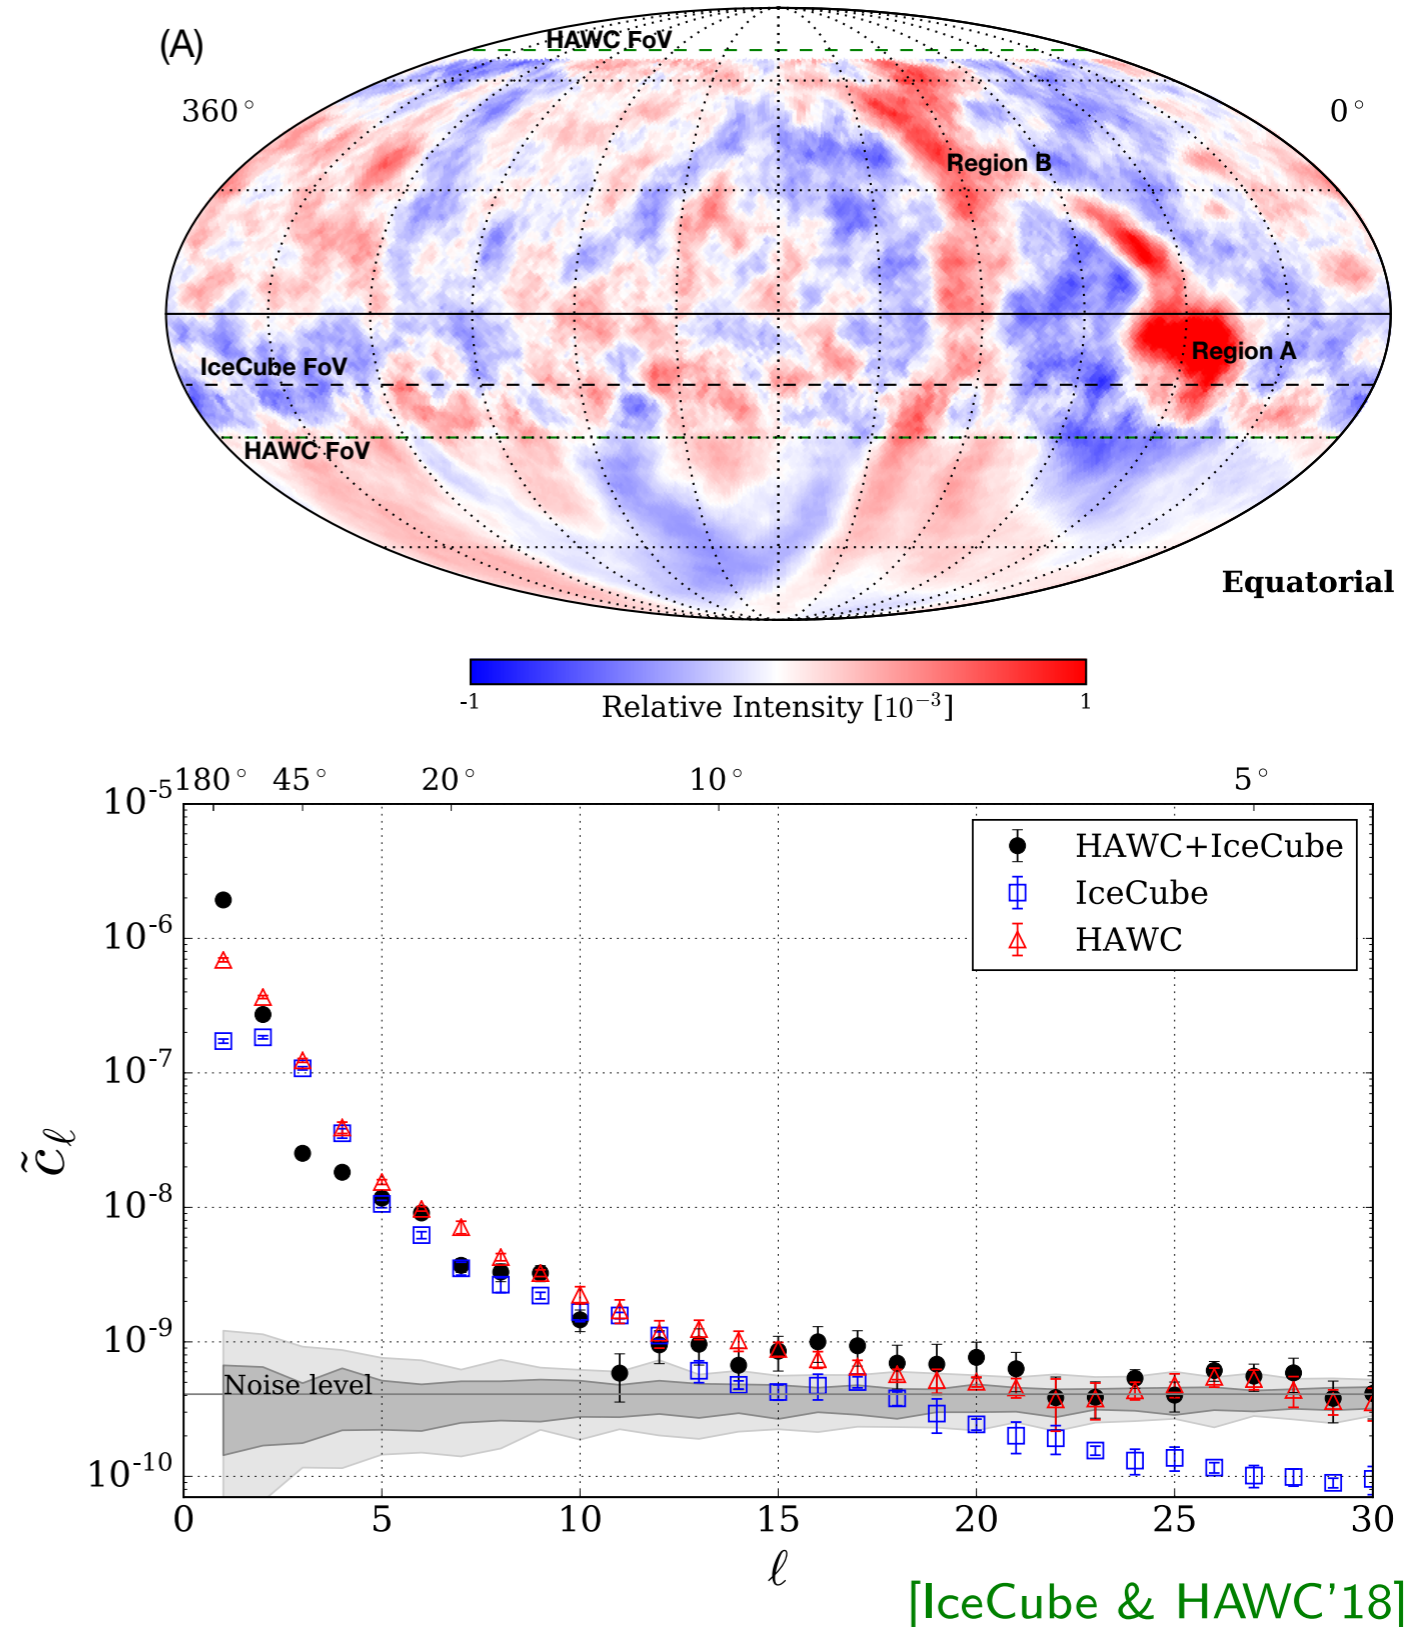 (A)
HAWC FoV
360°
0°
Region B
Region A
IceCube FoV
HAWC FoV
Equatorial
-1
1
Relative Intensity [10⁻³]
180° 45° 20° 10° 5°
10⁻⁵
10⁻⁶
10⁻⁷
10⁻⁸
10⁻⁹
10⁻¹⁰
c̃ℓ
HAWC+IceCube
IceCube
HAWC
Noise level
0 5 10 15 20 25 30
ℓ
[IceCube & HAWC'18]